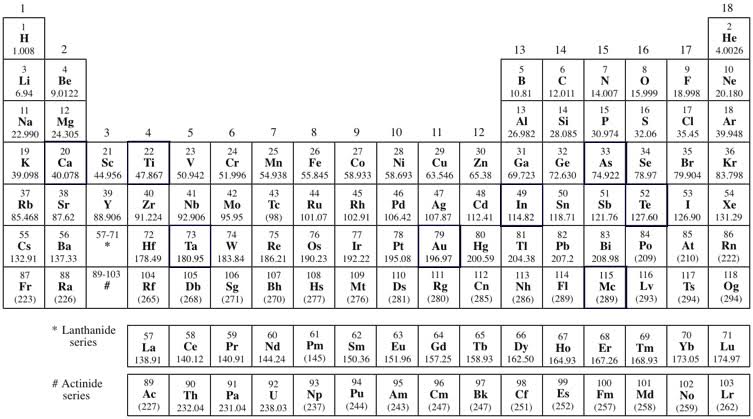 1 18
1 2
H He
1.008 2 13 14 15 16 17 4.0026
3 4 5 6 7 8 9 10
Li Be B C N O F Ne
6.94 9.0122 10.81 12.011 14.007 15.999 18.998 20.180
11 12 13 14 15 16 17 18
Na Mg Al Si P S Cl Ar
22.990 24.305 3 4 5 6 7 8 9 10 11 12 26.982 28.085 30.974 32.06 35.45 39.948
19 20 21 22 23 24 25 26 27 28 29 30 31 32 33 34 35 36
K Ca Sc Ti V Cr Mn Fe Co Ni Cu Zn Ga Ge As Se Br Kr
39.098 40.078 44.956 47.867 50.942 51.996 54.938 55.845 58.933 58.693 63.546 65.38 69.723 72.630 74.922 78.97 79.904 83.798
37 38 39 40 41 42 43 44 45 46 47 48 49 50 51 52 53 54
Rb Sr Y Zr Nb Mo Tc Ru Rh Pd Ag Cd In Sn Sb Te I Xe
85.468 87.62 88.906 91.224 92.906 95.95 (98) 101.07 102.91 106.42 107.87 112.41 114.82 118.71 121.76 127.60 126.90 131.29
55 56 57-71 72 73 74 75 76 77 78 79 80 81 82 83 84 85 86
Cs Ba * Hf Ta W Re Os Ir Pt Au Hg Tl Pb Bi Po At Rn
132.91 137.33 178.49 180.95 183.84 186.21 190.23 192.22 195.08 196.97 200.59 204.38 207.2 208.98 (209) (210) (222)
87 88 89-103 104 105 106 107 108 109 110 111 112 113 114 115 116 117 118
Fr Ra # Rf Db Sg Bh Hs Mt Ds Rg Cn Nh Fl Mc Lv Ts Og
(223) (226) (265) (268) (271) (270) (277) (276) (281) (280) (285) (286) (289) (289) (293) (294) (294)
* Lanthanide series 57 58 59 60 61 62 63 64 65 66 67 68 69 70 71
La Ce Pr Nd Pm Sm Eu Gd Tb Dy Ho Er Tm Yb Lu
138.91 140.12 140.91 144.24 (145) 150.36 151.96 157.25 158.93 162.50 164.93 167.26 168.93 173.05 174.97
# Actinide series 89 90 91 92 93 94 95 96 97 98 99 100 101 102 103
Ac Th Pa U Np Pu Am Cm Bk Cf Es Fm Md No Lr
(227) 232.04 231.04 238.03 (237) (244) (243) (247) (247) (251) (252) (257) (258) (259) (262)